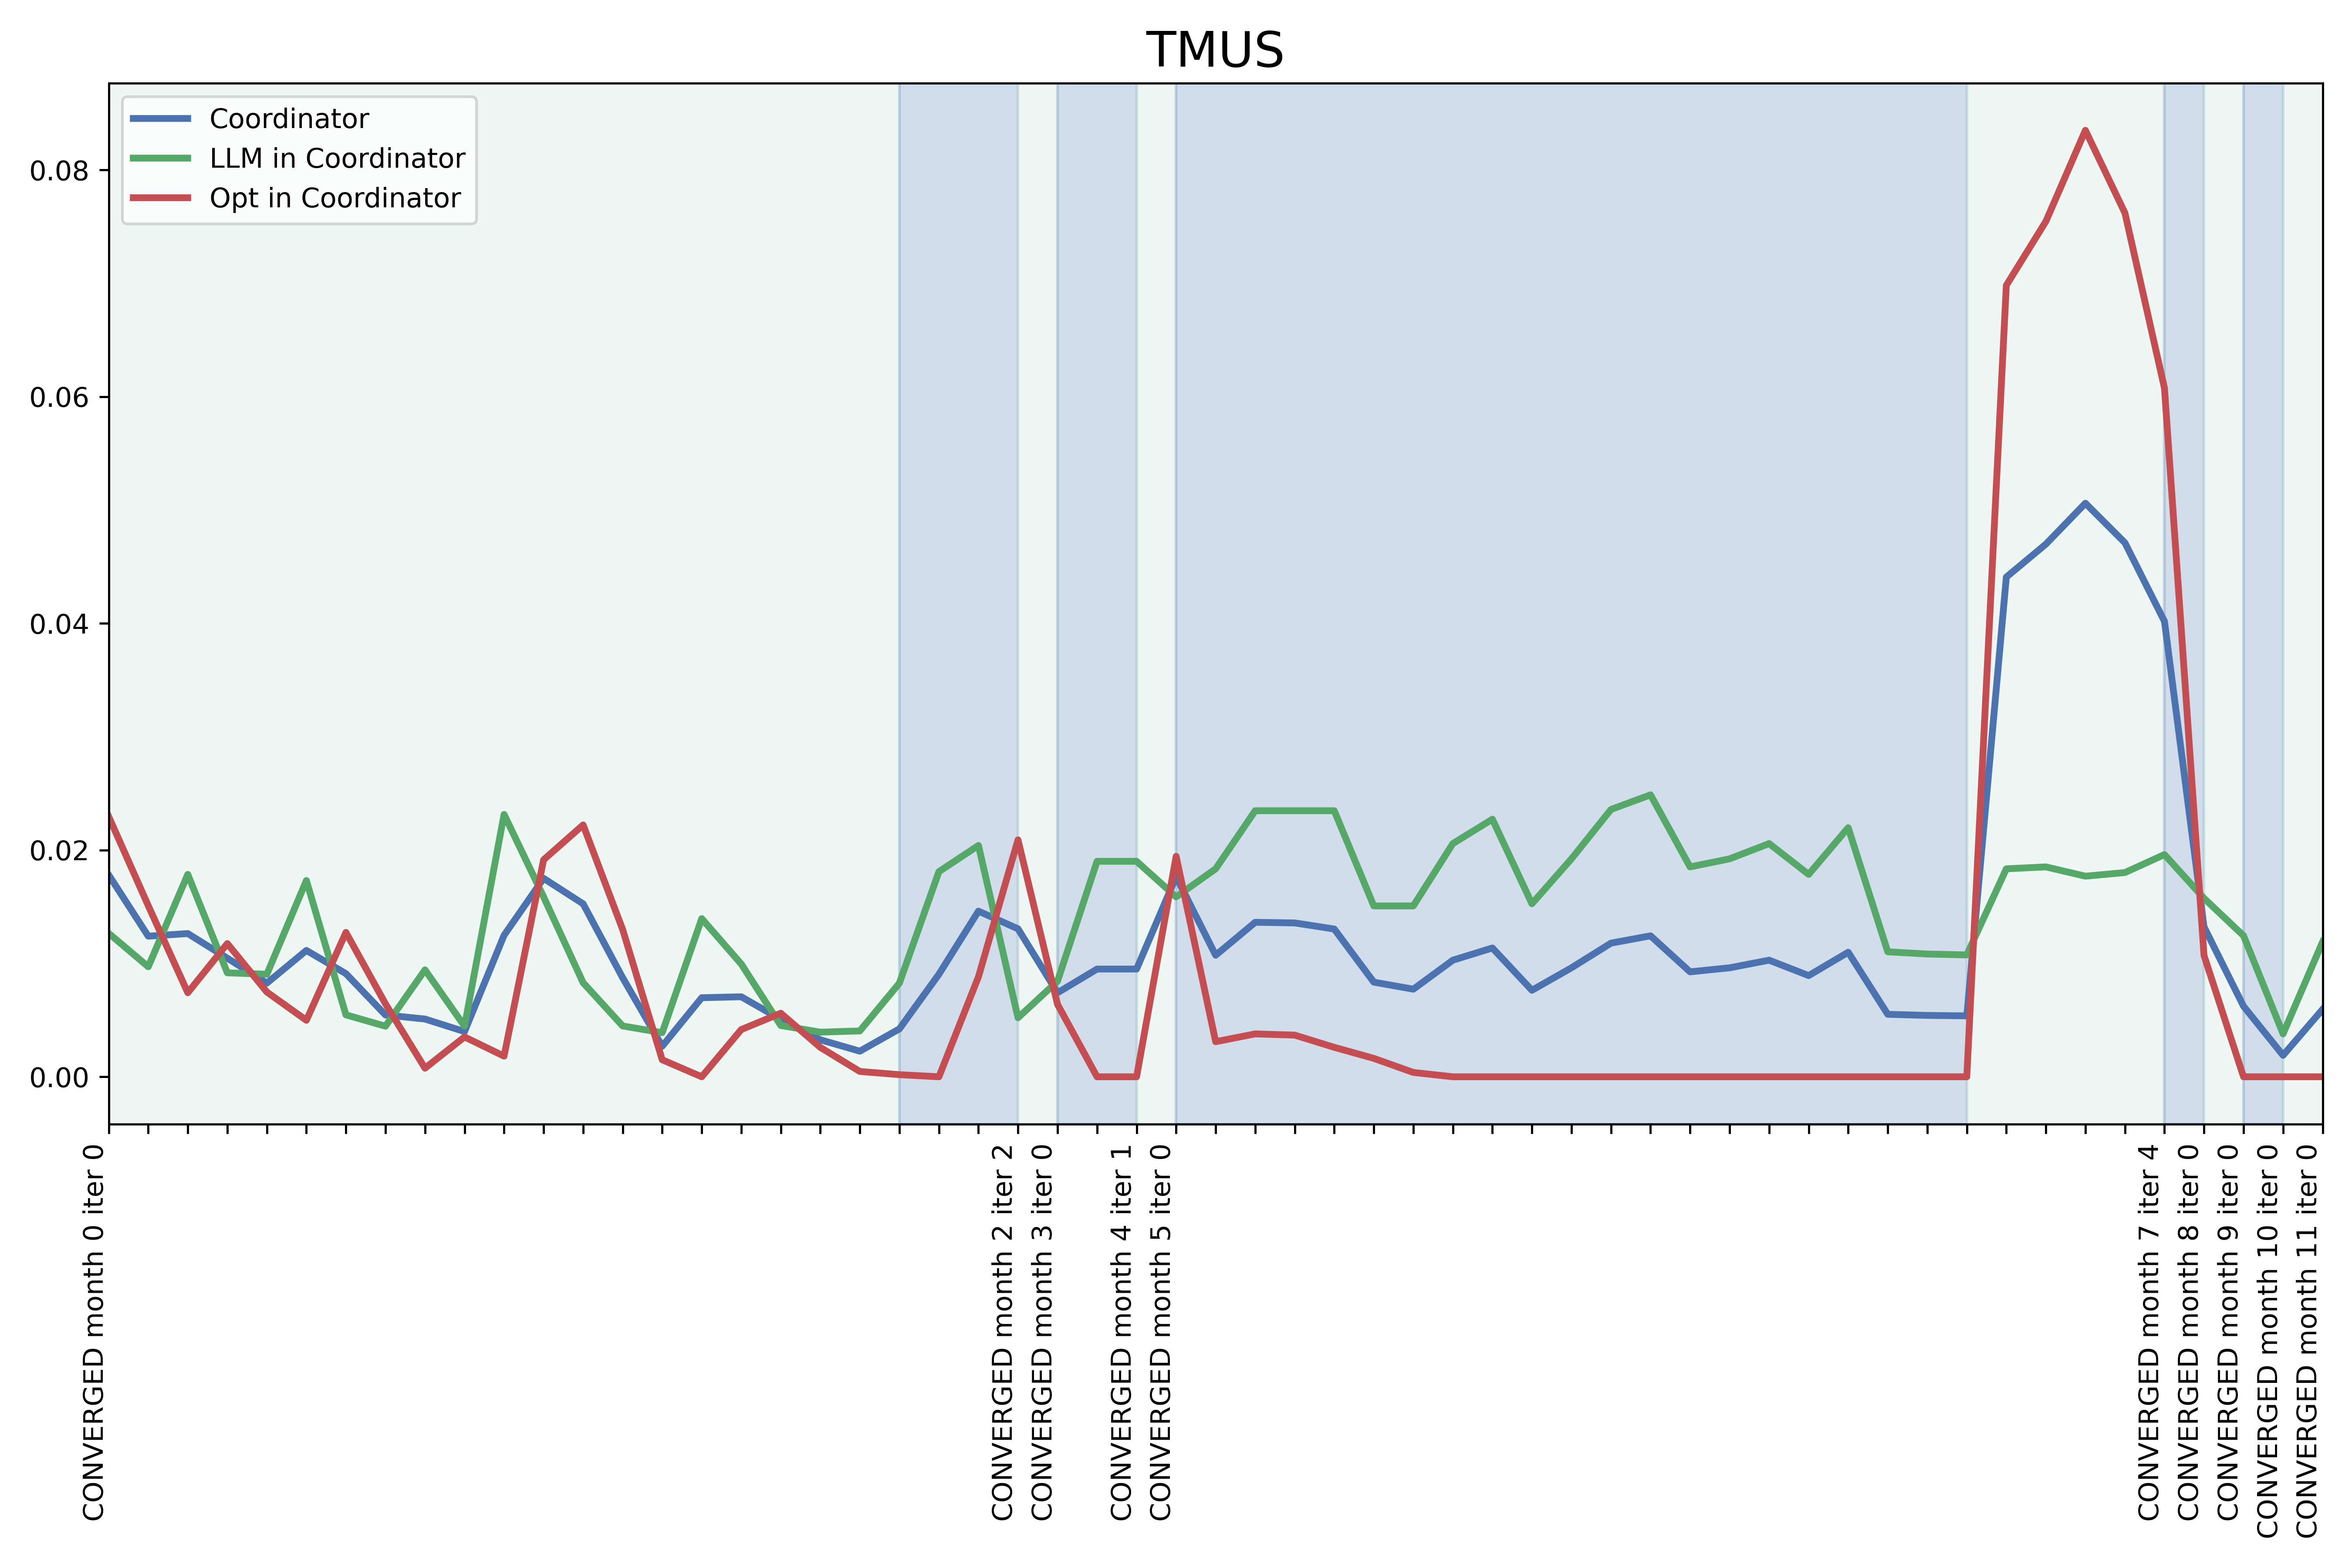 TMUS
Coordinator
LLM in Coordinator
Opt in Coordinator
0.08
0.06
0.04
0.02
0.00
CONVERGED month 0 iter 0
CONVERGED month 2 iter 2
CONVERGED month 3 iter 0
CONVERGED month 4 iter 1
CONVERGED month 5 iter 0
CONVERGED month 7 iter 4
CONVERGED month 8 iter 0
CONVERGED month 9 iter 0
CONVERGED month 10 iter 0
CONVERGED month 11 iter 0